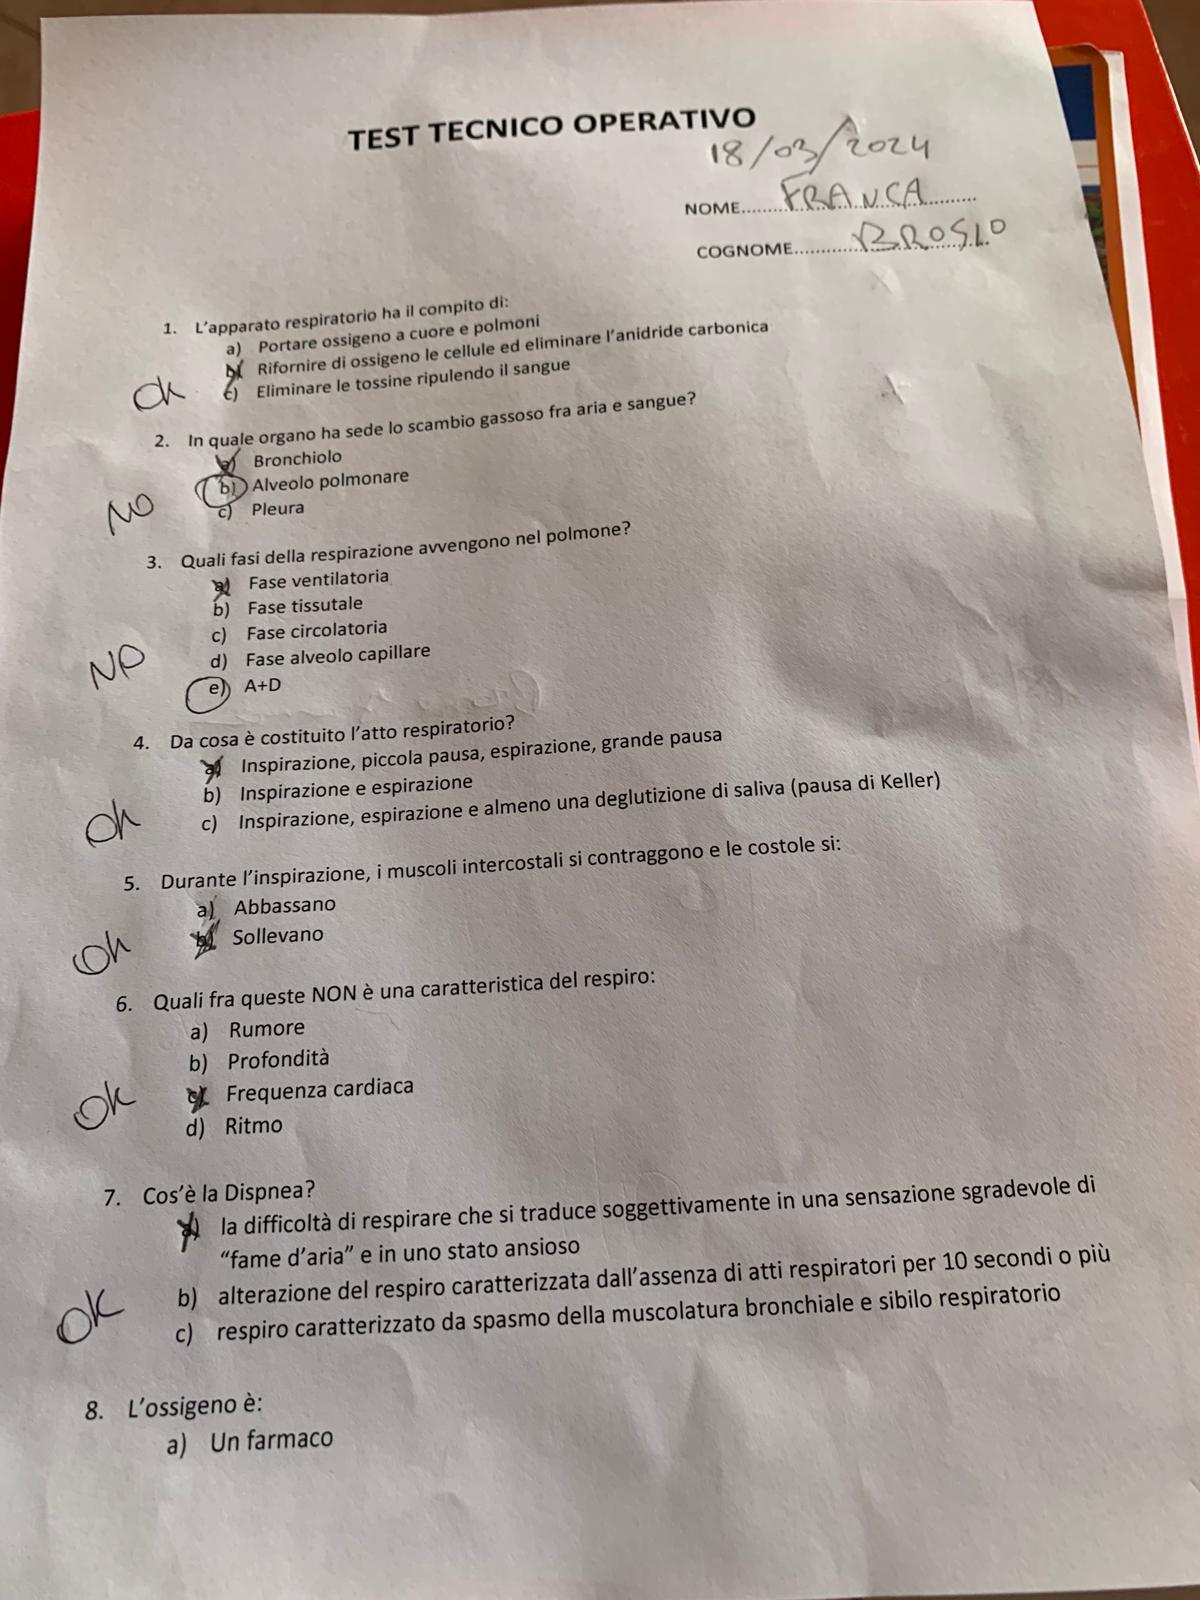 TEST TECNICO OPERATIVO
18/03/2024
NOME.......FRANCA..........
COGNOME............BROSIO
1. L'apparato respiratorio ha il compito di:
a) Portare ossigeno a cuore e polmoni
b) Rifornire di ossigeno le cellule ed eliminare l'anidride carbonica
Ok c) Eliminare le tossine ripulendo il sangue
2. In quale organo ha sede lo scambio gassoso fra aria e sangue?
a) Bronchiolo
b) Alveolo polmonare
NO c) Pleura
3. Quali fasi della respirazione avvengono nel polmone?
a) Fase ventilatoria
b) Fase tissutale
c) Fase circolatoria
NO d) Fase alveolo capillare
e) A+D
4. Da cosa è costituito l'atto respiratorio?
a) Inspirazione, piccola pausa, espirazione, grande pausa
b) Inspirazione e espirazione
Ok c) Inspirazione, espirazione e almeno una deglutizione di saliva (pausa di Keller)
5. Durante l'inspirazione, i muscoli intercostali si contraggono e le costole si:
a) Abbassano
Ok b) Sollevano
6. Quali fra queste NON è una caratteristica del respiro:
a) Rumore
b) Profondità
Ok c) Frequenza cardiaca
d) Ritmo
7. Cos'è la Dispnea?
a) la difficoltà di respirare che si traduce soggettivamente in una sensazione sgradevole di
"fame d'aria" e in uno stato ansioso
b) alterazione del respiro caratterizzata dall'assenza di atti respiratori per 10 secondi o più
OK c) respiro caratterizzato da spasmo della muscolatura bronchiale e sibilo respiratorio
8. L'ossigeno è:
a) Un farmaco